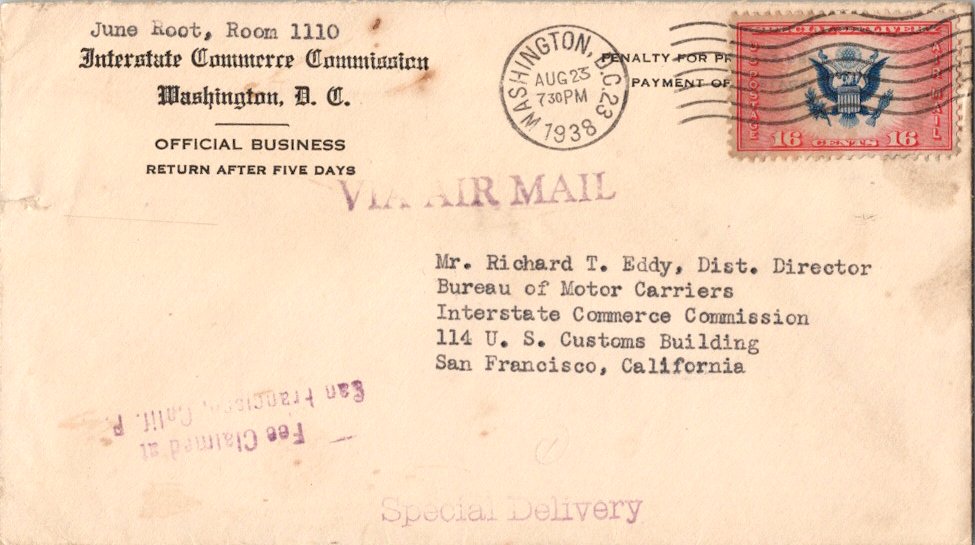 June Root, Room 1110
Interstate Commerce Commission
Washington, D. C.
OFFICIAL BUSINESS
RETURN AFTER FIVE DAYS
WASHINGTON, D.C. 23
AUG 23
730 PM
1938
PENALTY FOR PR
PAYMENT OF
AIR MAIL
16 CENTS 16
VIA AIR MAIL
Mr. Richard T. Eddy, Dist. Director
Bureau of Motor Carriers
Interstate Commerce Commission
114 U. S. Customs Building
San Francisco, California
Fee Claimed at
San Francisco, Calif. P.
Special Delivery